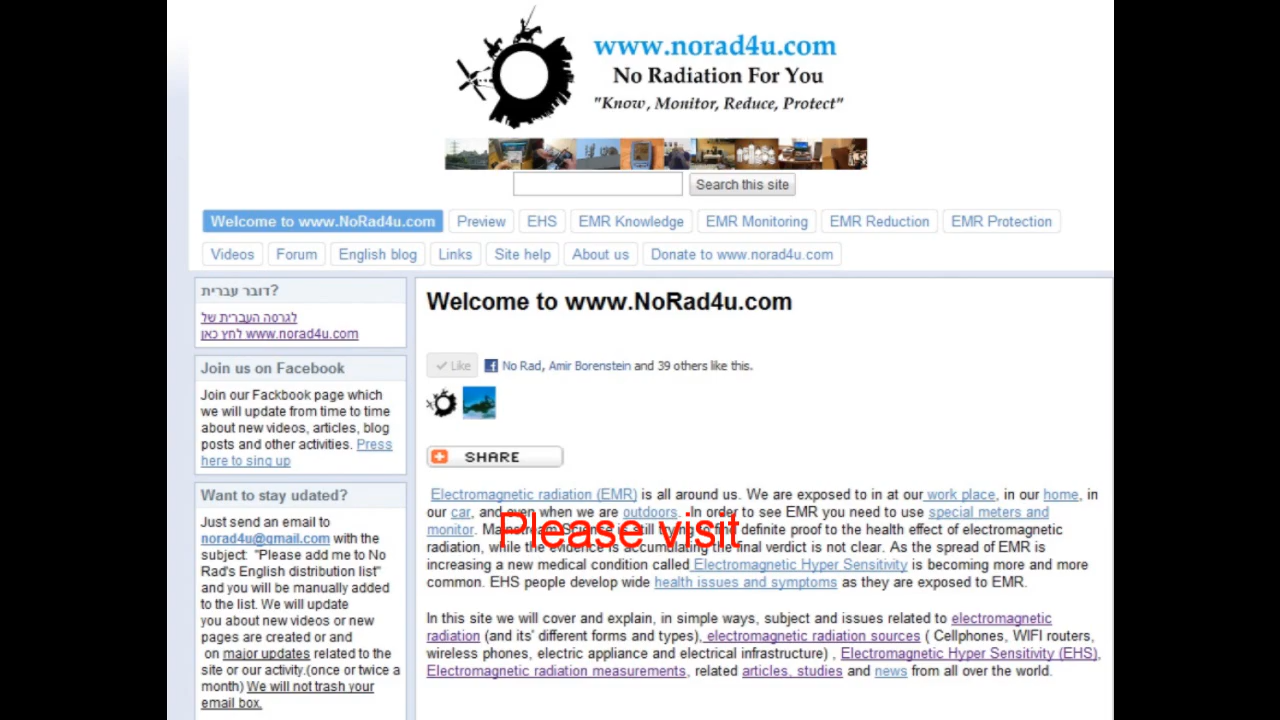 www.norad4u.com
No Radiation For You
"Know, Monitor, Reduce, Protect"
Search this site
Welcome to www.NoRad4u.com Preview EHS EMR Knowledge EMR Monitoring EMR Reduction EMR Protection
Videos Forum English blog Links Site help About us Donate to www.norad4u.com
דובר עברית?
לגרסה העברית של
www.norad4u.com לחץ כאן
Join us on Facebook
Join our Fackbook page which
we will update from time to time
about new videos, articles, blog
posts and other activities. Press
here to sing up
Want to stay udated?
Just send an email to
norad4u@gmail.com with the
subject: "Please add me to No
Rad's English distribution list"
and you will be manually added
to the list. We will update
you about new videos or new
pages are created or and
on major updates related to the
site or our activity.(once or twice a
month) We will not trash your
email box.
Welcome to www.NoRad4u.com
Like No Rad, Amir Borenstein and 39 others like this.
SHARE
Electromagnetic radiation (EMR) is all around us. We are exposed to in at our work place, in our home, in
our car, and even when we are outdoors. In order to see EMR you need to use special meters and
monitor. Mainstream Science is still trying to find definite proof to the health effect of electromagnetic
radiation, while the evidence is accumulating the final verdict is not clear. As the spread of EMR is
increasing a new medical condition called Electromagnetic Hyper Sensitivity is becoming more and more
common. EHS people develop wide health issues and symptoms as they are exposed to EMR.
Please visit
In this site we will cover and explain, in simple ways, subject and issues related to electromagnetic
radiation (and its' different forms and types), electromagnetic radiation sources ( Cellphones, WIFI routers,
wireless phones, electric appliance and electrical infrastructure) , Electromagnetic Hyper Sensitivity (EHS),
Electromagnetic radiation measurements, related articles, studies and news from all over the world.